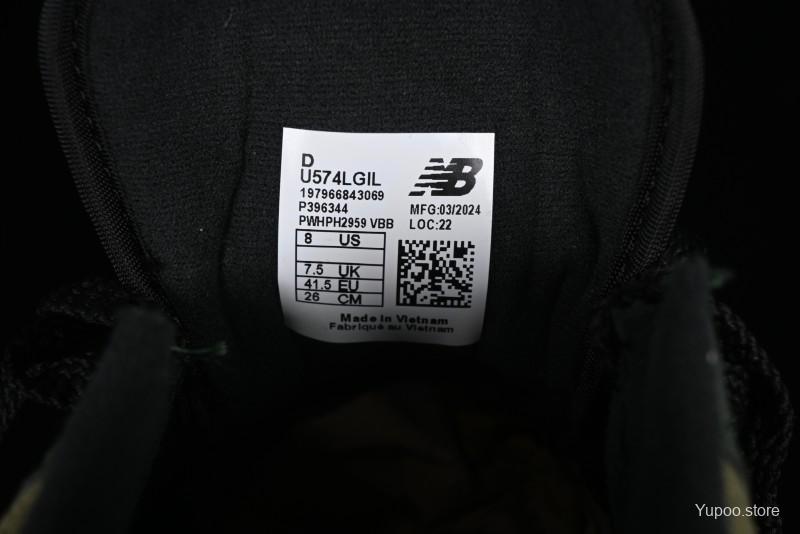 D
U574LGIL
197966843069
P396344
PWHPH2959 VBB
NB
MFG:03/2024
LOC:22
8 US
7.5 UK
41.5 EU
26 CM
Made in Vietnam
Fabriqué au Vietnam
Yupoo.store